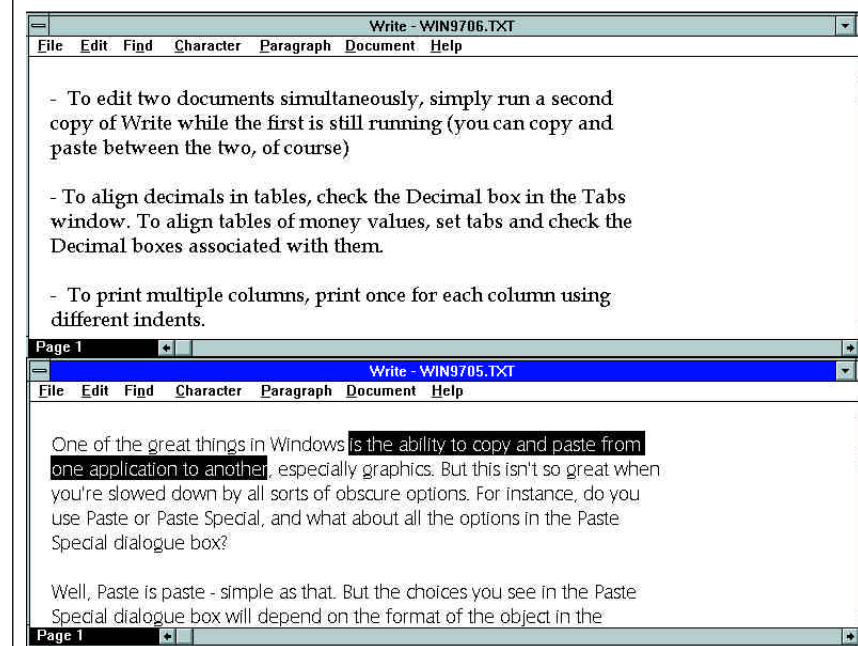 Write - WIN9706.TXT
File Edit Find Character Paragraph Document Help
- To edit two documents simultaneously, simply run a second
copy of Write while the first is still running (you can copy and
paste between the two, of course)
- To align decimals in tables, check the Decimal box in the Tabs
window. To align tables of money values, set tabs and check the
Decimal boxes associated with them.
- To print multiple columns, print once for each column using
different indents.
Page 1
Write - WIN9705.TXT
File Edit Find Character Paragraph Document Help
One of the great things in Windows is the ability to copy and paste from
one application to another, especially graphics. But this isn't so great when
you're slowed down by all sorts of obscure options. For instance, do you
use Paste or Paste Special, and what about all the options in the Paste
Special dialogue box?
Well, Paste is paste - simple as that. But the choices you see in the Paste
Special dialogue box will depend on the format of the object in the
Page 1